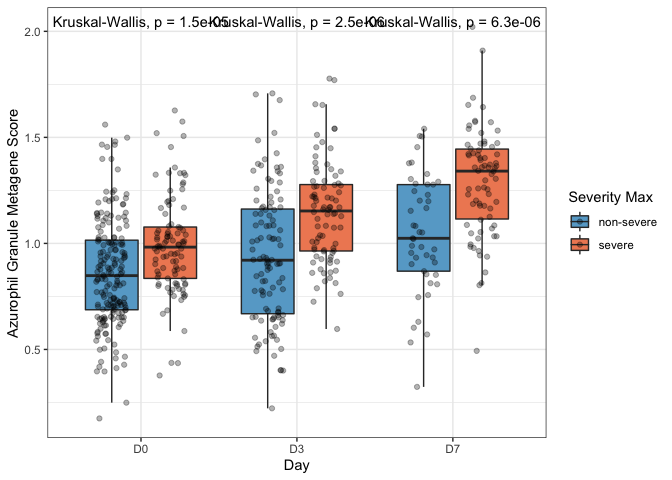 Kruskal-Wallis, p = 1.5e-05
Kruskal-Wallis, p = 2.5e-06
Kruskal-Wallis, p = 6.3e-06
2.0
1.5
1.0
0.5
Azurophil Granule Metagene Score
D0
D3
D7
Day
Severity Max
non-severe
severe